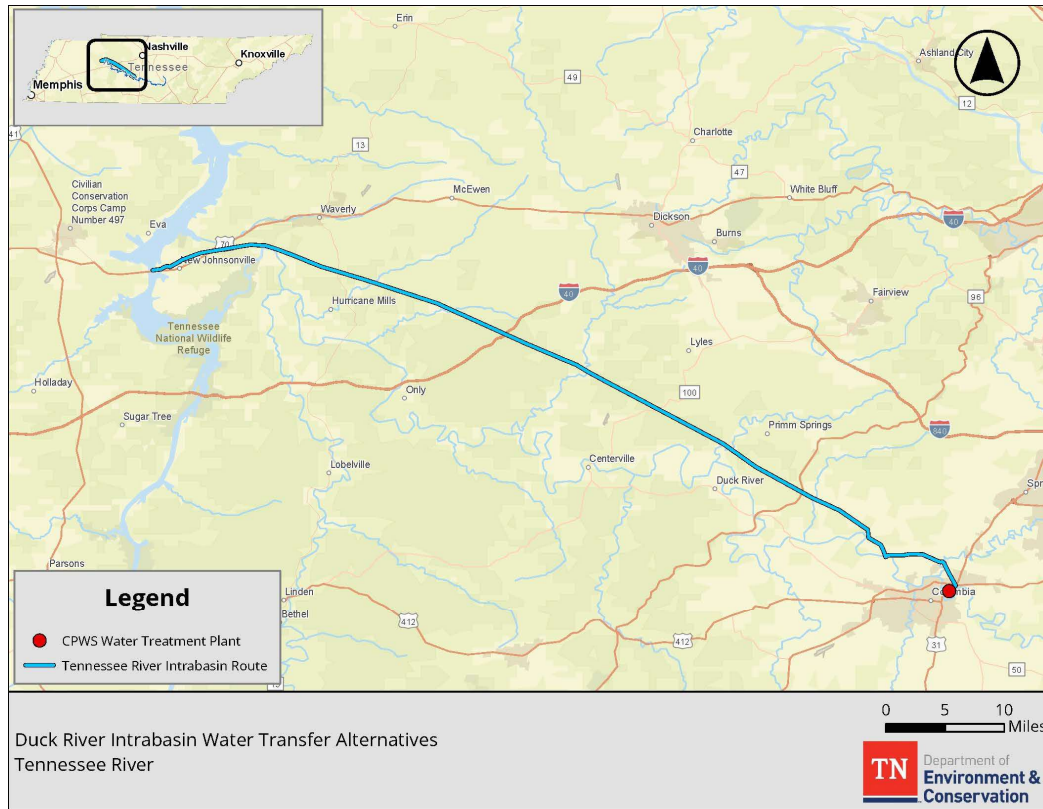 Nashville
Knoxville
Tennessee
Memphis
Erin
Ashland City
49
12
41
13
Charlotte
47
Civilian
Conservation
Corps Camp
Number 497
McEwen
White Bluff
Waverly
Eva
Dickson
40
Burns
70
New Johnsonville
40
40
Fairview
96
Hurricane Mills
Tennessee
National Wildlife
Refuge
Lyles
Holladay
Only
100
Sugar Tree
Primm Springs
840
Centerville
Lobelville
Duck River
Spr
Parsons
Linden
Columbia
Bethel
412
412
31
50
Legend
CPWS Water Treatment Plant
Tennessee River Intrabasin Route
Duck River Intrabasin Water Transfer Alternatives
Tennessee River
0 5 10
Miles
TN
Department of
Environment &
Conservation